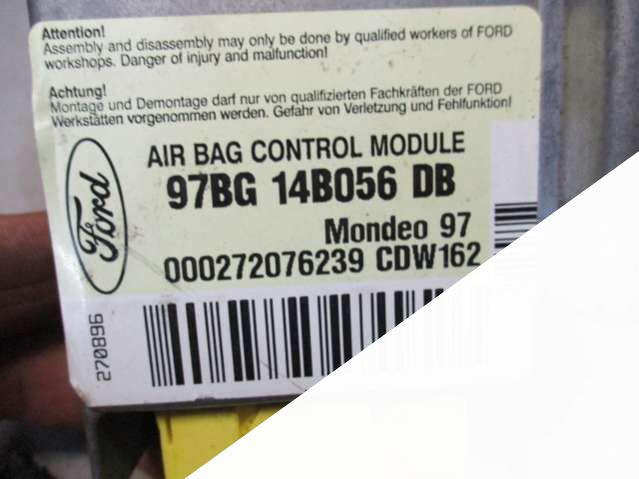 Attention!
Assembly and disassembly may only be done by qualified workers of FORD
workshops. Danger of injury and malfunction!
Achtung!
Montage und Demontage darf nur von qualifizierten Fachkräften der FORD
Werkstätten vorgenommen werden. Gefahr von Verletzung und Fehlfunktion!
AIR BAG CONTROL MODULE
97BG 14B056 DB
Ford
Mondeo 97
000272076239 CDW162
270896